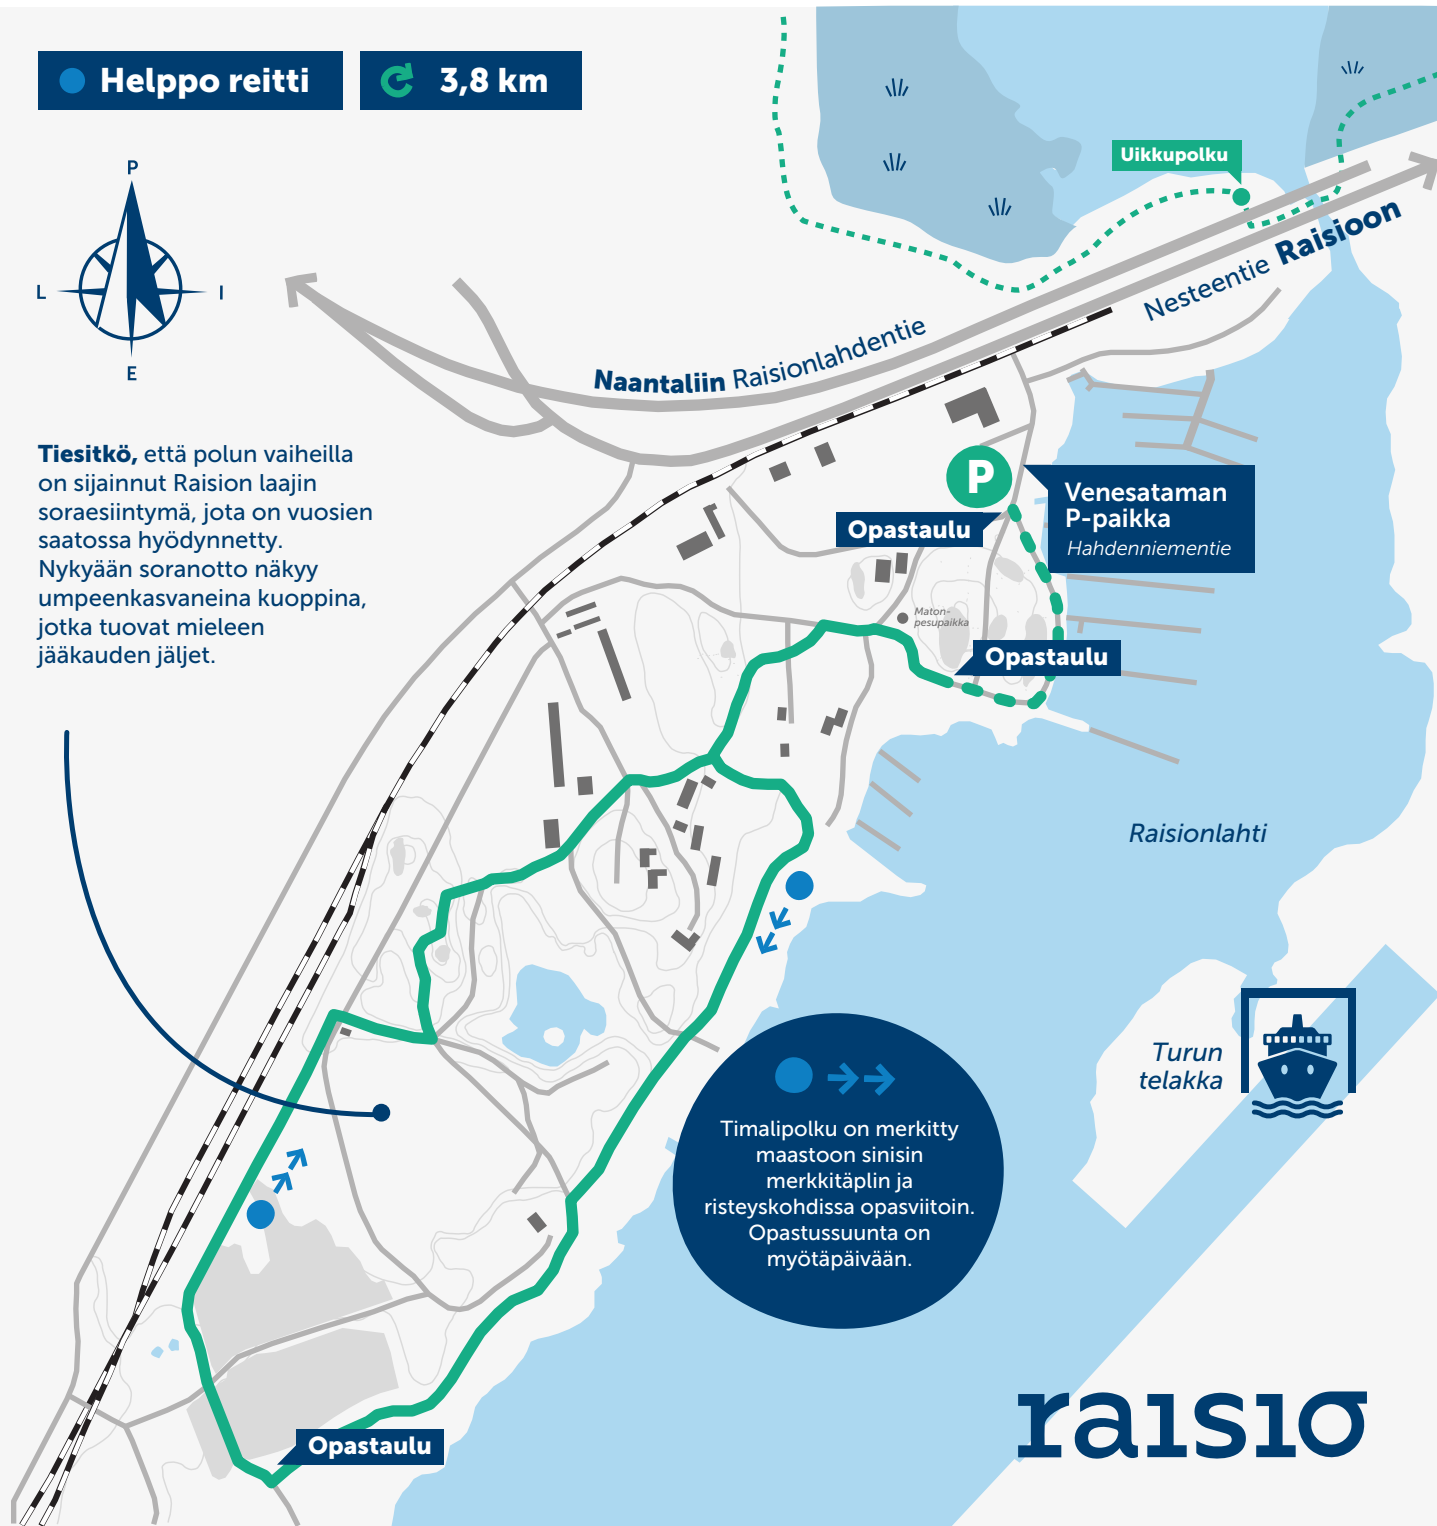 Helppo reitti
3,8 km
Uikkupolku
P
L
I
E
Nesteentie Raisioon
Naantaliin Raisionlahdentie
Tiesitkö, että polun vaiheilla
on sijainnut Raision laajin
soraesiintymä, jota on vuosien
saatossa hyödynnetty.
Nykyään soranotto näkyy
umpeenkasvaneina kuoppina,
jotka tuovat mieleen
jääkauden jäljet.
P
Venesataman
P-paikka
Hahdenniementie
Opastaulu
Maton-
pesupaikka
Opastaulu
Raisionlahti
Turun
telakka
Timalipolku on merkitty
maastoon sinisin
merkkitäplin ja
risteyskohdissa opasviitoin.
Opastussuunta on
myötäpäivään.
raisio
Opastaulu